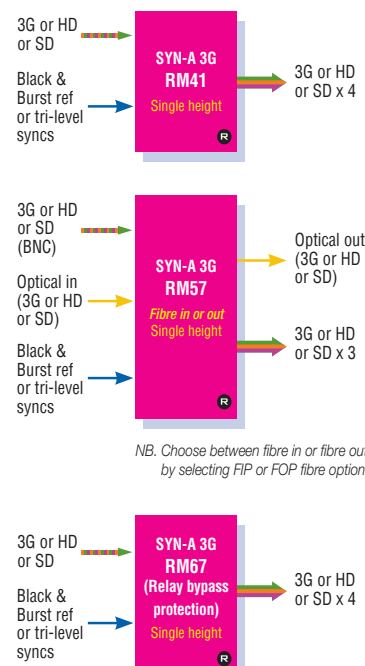 3G or HD
or SD
Black &
Burst ref
or tri-level
syncs
SYN-A 3G
RM41
Single height
R
3G or HD
or SD x 4
3G or HD
or SD
(BNC)
Optical in
(3G or HD
or SD)
Black &
Burst ref
or tri-level
syncs
SYN-A 3G
RM57
Fibre in or out
Single height
R
Optical out
(3G or HD
or SD)
3G or HD
or SD x 3
NB. Choose between fibre in or fibre out
by selecting FIP or FOP fibre option
3G or HD
or SD
Black &
Burst ref
or tri-level
syncs
SYN-A 3G
RM67
(Relay bypass
protection)
Single height
R
3G or HD
or SD x 4